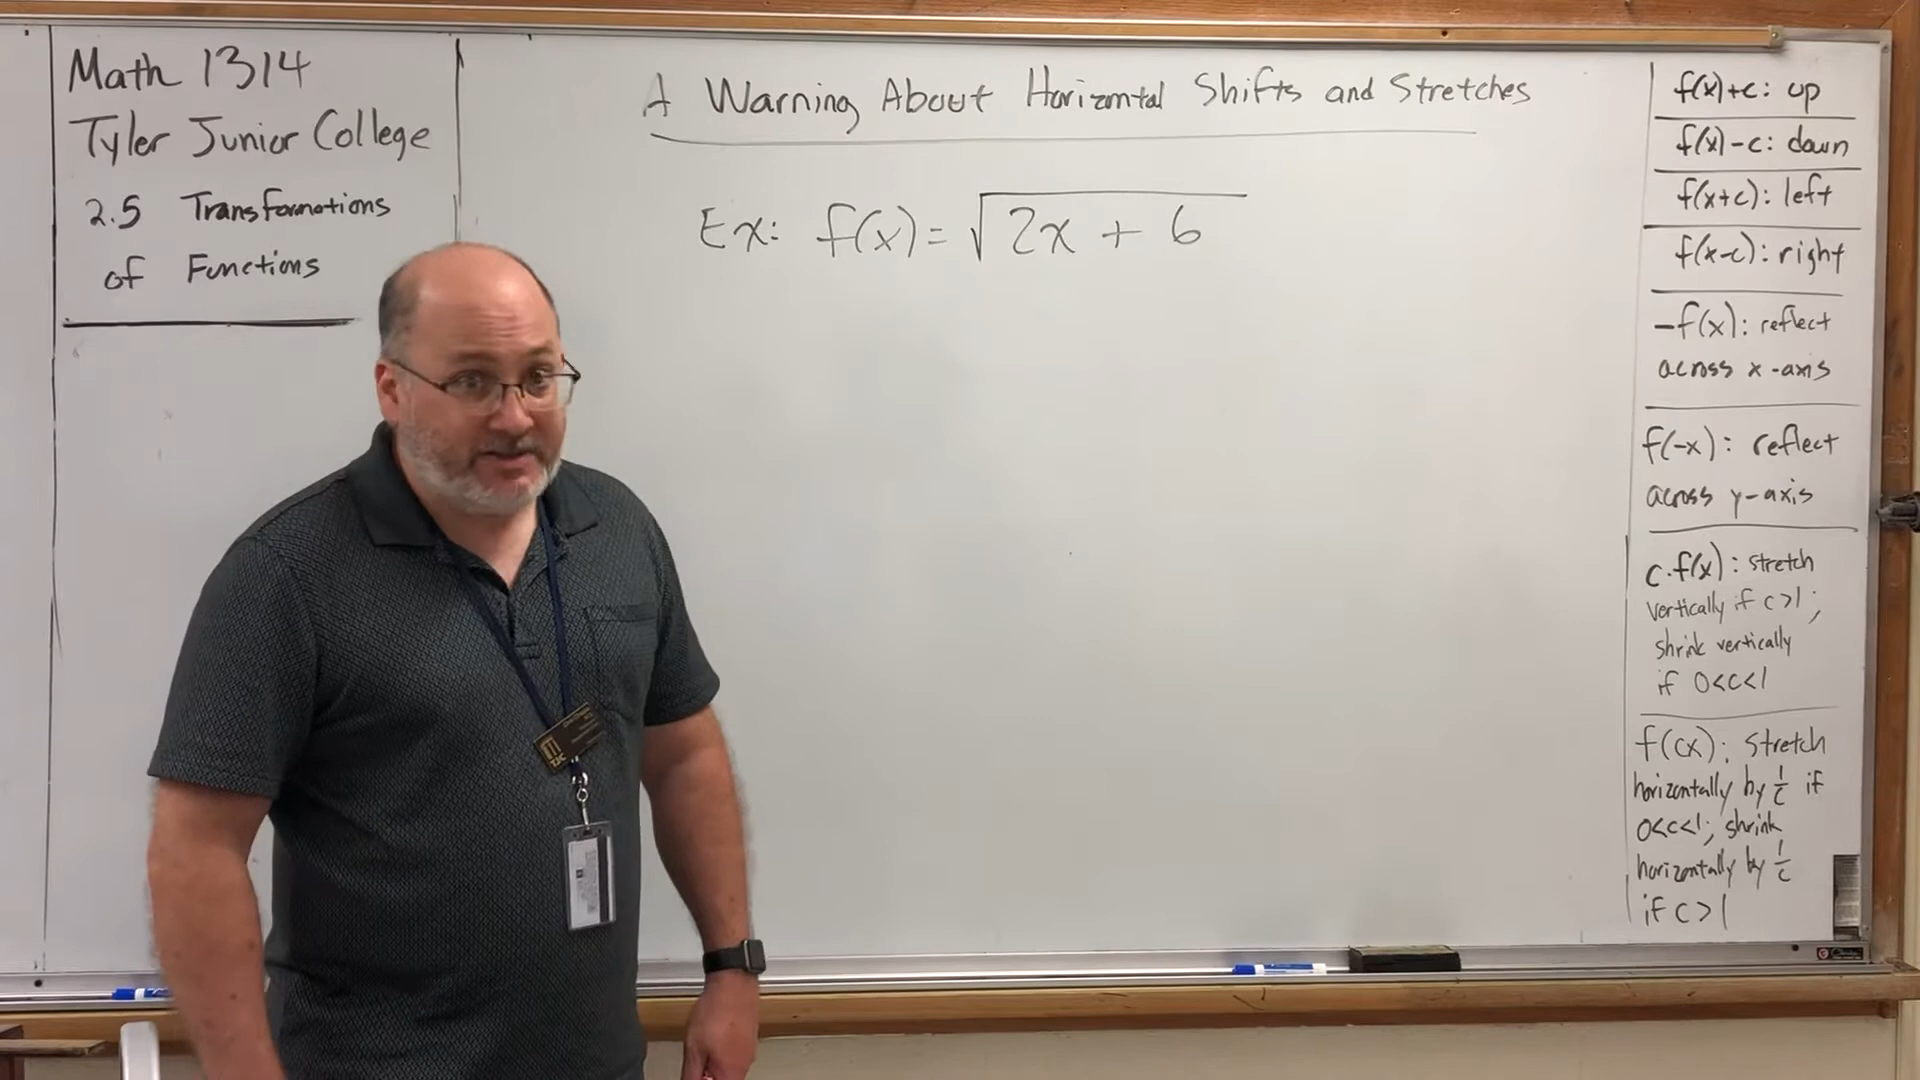 Math 1314
Tyler Junior College
2.5 Transformations
of Functions
A Warning About Horizontal Shifts and Stretches
Ex: f(x) = √(2x + 6)
f(x)+c: up
f(x)-c: down
f(x+c): left
f(x-c): right
-f(x): reflect
across x-axis
f(-x): reflect
across y-axis
c·f(x): stretch
vertically if c>1;
shrink vertically
if 0<c<1
f(cx): stretch
horizontally by 1/c if
0<c<1; shrink
horizontally by 1/c
if c>1
TJC